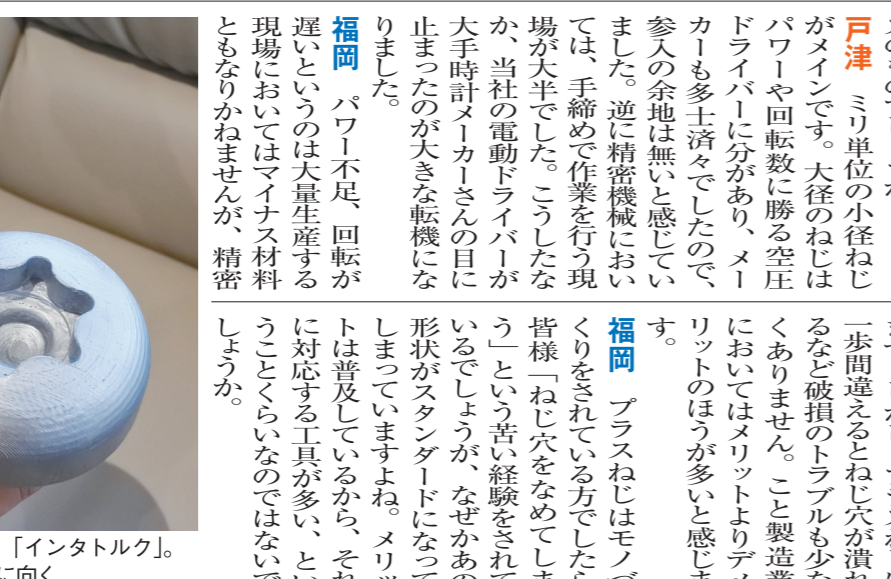 戸津　ミリ単位の小径ねじ
がメインです。大径のねじは
パワーや回転数に勝る空圧
ドライバーに分があり、メー
カーも多士済々でしたので、
参入の余地は無いと感じてい
ました。逆に精密機械におい
ては、手締めで作業を行う現
場が大半でした。こうしたな
か、当社の電動ドライバーが
大手時計メーカーさんの目に
止まったのが大きな転機にな
りました。
福岡　パワー不足、回転が
遅いというのは大量生産する
現場においてはマイナス材料
ともなりかねませんが、精密
一歩間違えるとねじ穴が潰れ
るなど破損のトラブルも少な
くありません。こと製造業
においてはメリットよりデメ
リットのほうが多いと感じま
す。
福岡　プラスねじはモノづ
くりをされている方でしたら
皆様「ねじ穴をなめてしま
う」という苦い経験をされて
いるでしょうが、なぜかあの
形状がスタンダードになって
しまっていますよね。メリッ
トは普及しているから、それ
に対応する工具が多い、とい
うことくらいなのではないで
しょうか。
「インタトルク」。
に向く